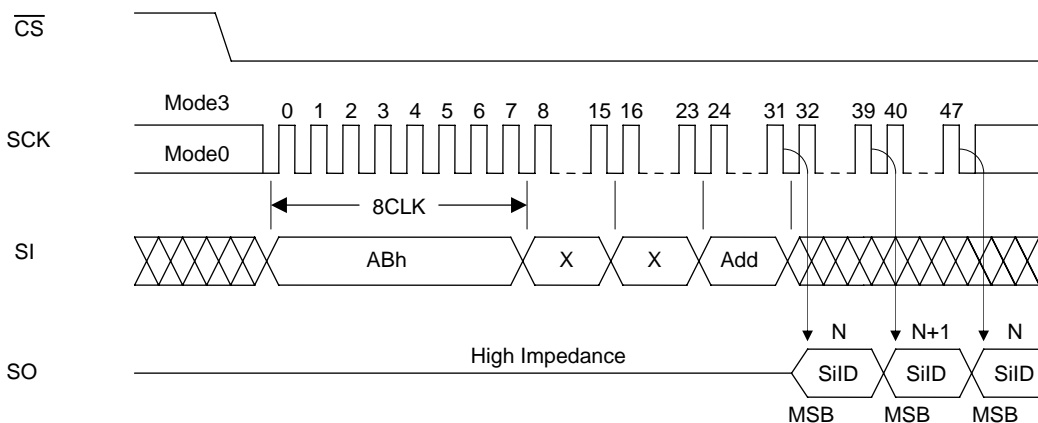 CS
Mode3
0 1 2 3 4 5 6 7 8 15 16 23 24 31 32 39 40 47
SCK
Mode0
8CLK
SI
ABh X X Add
N N+1 N
High Impedance
SO
SiID SiID SiID
MSB MSB MSB